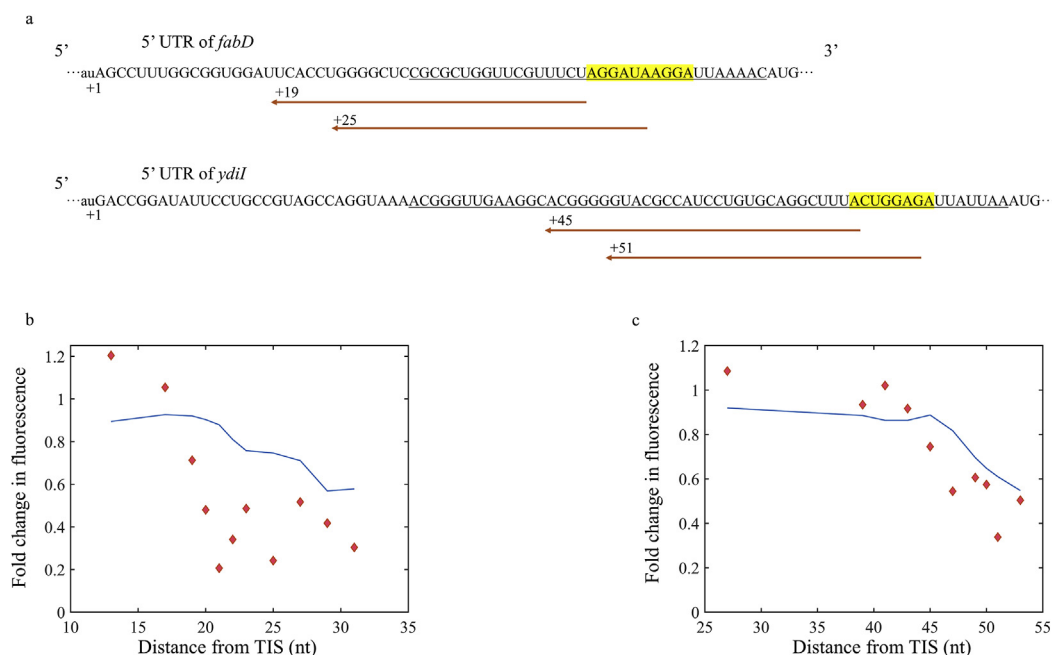 a
5’ UTR of fabD
5’ 3’
···auAGCCUUUGGCGGUGGAUUCACCUGGGGCUCCGCGCUGGUUCGUUUCUAGGAUAAGGAUUAAAACAUG···
+1
+19
+25
5’ UTR of ydiI
5’
···auGACCGGAUAUUCCUGCCGUAGCCAGGUAAAACGGGUUGAAGGCACGGGGGUACGCCAUCCUGUGCAGGCUUUACUGGAGAUUAUUAAAUG··
+1
+45
+51
b
Fold change in fluorescence
1.2
1
0.8
0.6
0.4
0.2
0
10 15 20 25 30 35
Distance from TIS (nt)
c
Fold change in fluorescence
1.2
1
0.8
0.6
0.4
0.2
0
25 27 35 40 45 50 55
Distance from TIS (nt)